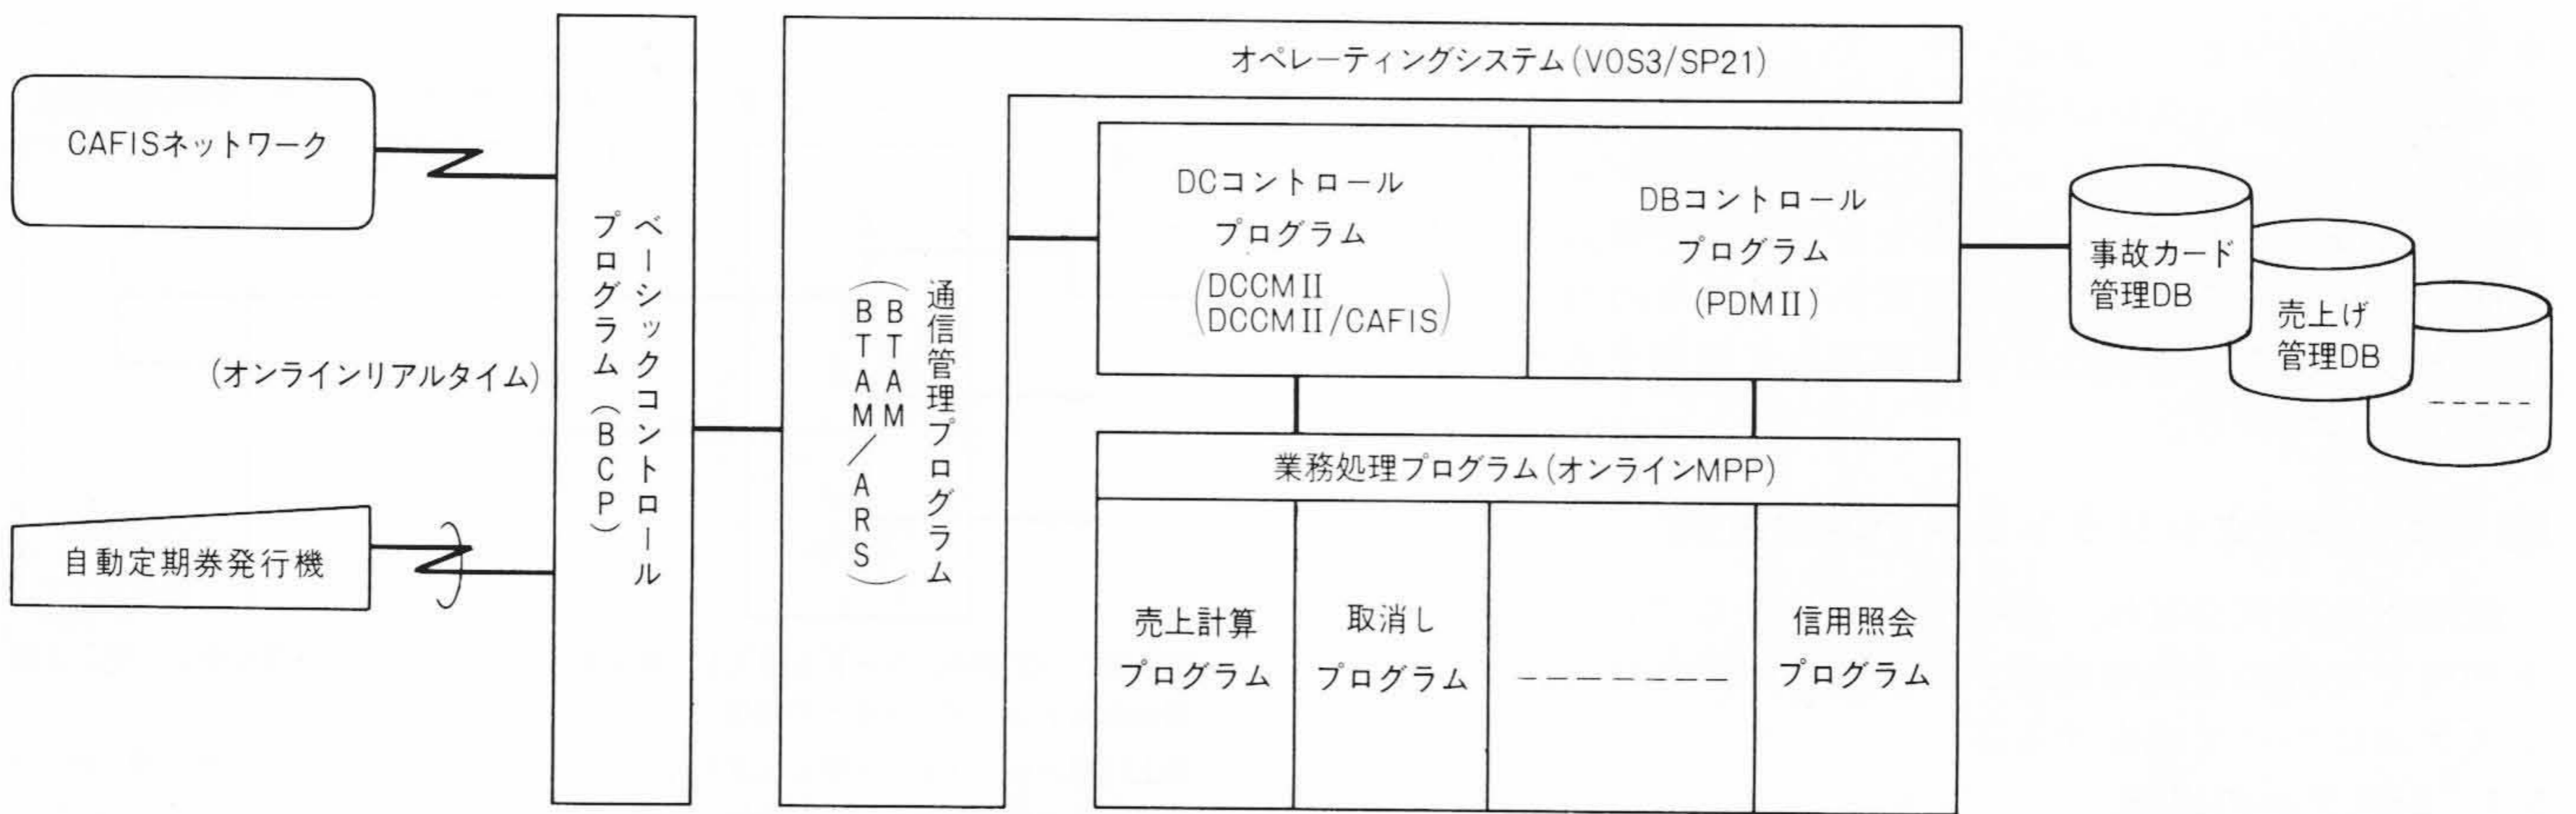 オペレーティングシステム(VOS3/SP21)
CAFISネットワーク
(オンラインリアルタイム)
自動定期券発行機
ベーシックコントロール
プログラム(BCP)
通信管理プログラム
(BTAM
BTAM/ARS)
DCコントロール
プログラム
(DCCMⅡ
DCCMⅡ/CAFIS)
DBコントロール
プログラム
(PDMⅡ)
事故カード
管理DB
売上げ
管理DB
業務処理プログラム(オンラインMPP)
売上計算
プログラム
取消し
プログラム
信用照会
プログラム